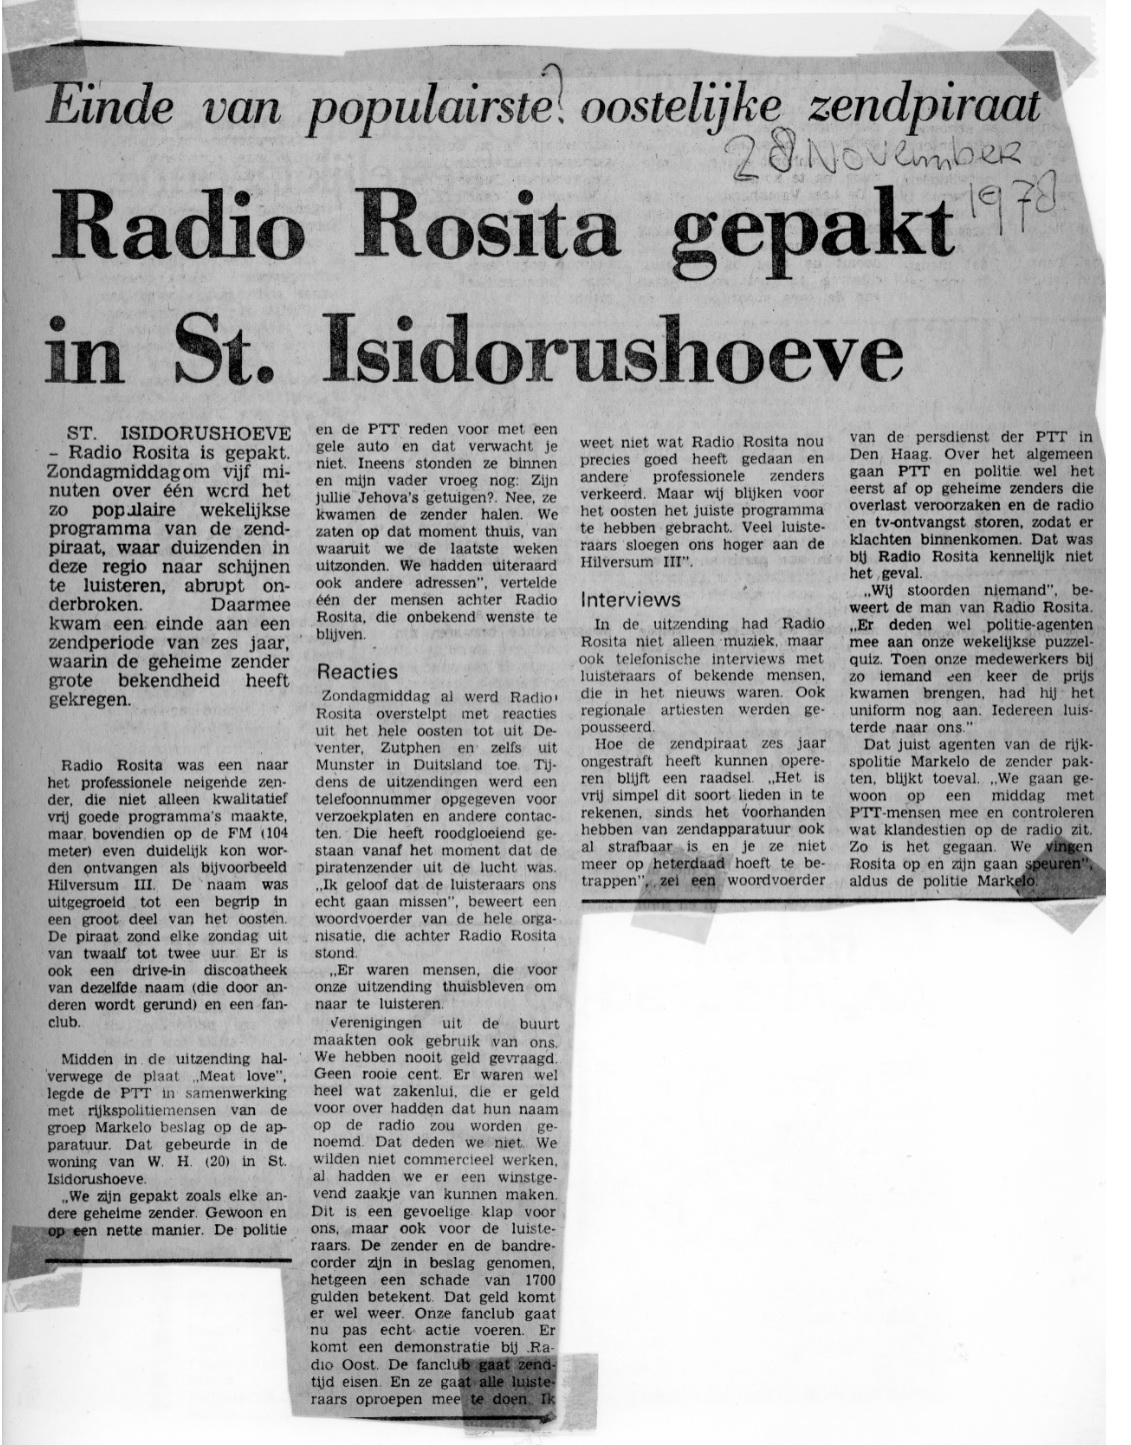 Einde van populairste? oostelijke zendpiraat
28 November
1978
Radio Rosita gepakt
in St. Isidorushoeve
ST. ISIDORUSHOEVE
– Radio Rosita is gepakt.
Zondagmiddag om vijf mi-
nuten over één wcrd het
zo populaire wekelijkse
programma van de zend-
piraat, waar duizenden in
deze regio naar schijnen
te luisteren, abrupt on-
derbroken. Daarmee
kwam een einde aan een
zendperiode van zes jaar,
waarin de geheime zender
grote bekendheid heeft
gekregen.
Radio Rosita was een naar
het professionele neigende zen-
der, die niet alleen kwalitatief
vrij goede programma's maakte,
maar bovendien op de FM (104
meter) even duidelijk kon wor-
den ontvangen als bijvoorbeeld
Hilversum III. De naam was
uitgegroeid tot een begrip in
een groot deel van het oosten.
De piraat zond elke zondag uit
van twaalf tot twee uur. Er is
ook een drive-in discoatheek
van dezelfde naam (die door an-
deren wordt gerund) en een fan-
club.
Midden in de uitzending hal-
verwege de plaat „Meat love",
legde de PTT in samenwerking
met rijkspolitiemensen van de
groep Markelo beslag op de ap-
paratuur. Dat gebeurde in de
woning van W. H. (20) in St.
Isidorushoeve.
„We zijn gepakt zoals elke an-
dere geheime zender. Gewoon en
op een nette manier. De politie
en de PTT reden voor met een
gele auto en dat verwacht je
niet. Ineens stonden ze binnen
en mijn vader vroeg nog: Zijn
jullie Jehova's getuigen?. Nee, ze
kwamen de zender halen. We
zaten op dat moment thuis, van
waaruit we de laatste weken
uitzonden. We hadden uiteraard
ook andere adressen", vertelde
één der mensen achter Radio
Rosita, die onbekend wenste te
blijven.
Reacties
Zondagmiddag al werd Radio
Rosita overstelpt met reacties
uit het hele oosten tot uit De-
venter, Zutphen en zelfs uit
Munster in Duitsland toe. Tij-
dens de uitzendingen werd een
telefoonnummer opgegeven voor
verzoekplaten en andere contac-
ten. Die heeft roodgloeiend ge-
staan vanaf het moment dat de
piratenzender uit de lucht was.
„Ik geloof dat de luisteraars ons
echt gaan missen", beweert een
woordvoerder van de hele orga-
nisatie, die achter Radio Rosita
stond.
„Er waren mensen, die voor
onze uitzending thuisbleven om
naar te luisteren.
Verenigingen uit de buurt
maakten ook gebruik van ons.
We hebben nooit geld gevraagd.
Geen rooie cent. Er waren wel
heel wat zakenlui, die er geld
voor over hadden dat hun naam
op de radio zou worden ge-
noemd. Dat deden we niet. We
wilden niet commercieel werken,
al hadden we er een winstge-
vend zaakje van kunnen maken.
Dit is een gevoelige klap voor
ons, maar ook voor de luiste-
raars. De zender en de bandre-
corder zijn in beslag genomen,
hetgeen een schade van 1700
gulden betekent. Dat geld komt
er wel weer. Onze fanclub gaat
nu pas echt actie voeren. Er
komt een demonstratie bij Ra-
dio Oost. De fanclub gaat zend-
tijd eisen. En ze gaat alle luiste-
raars oproepen mee te doen. Ik
weet niet wat Radio Rosita nou
precies goed heeft gedaan en
andere professionele zenders
verkeerd. Maar wij blijken voor
het oosten het juiste programma
te hebben gebracht. Veel luiste-
raars sloegen ons hoger aan de
Hilversum III".
Interviews
In de uitzending had Radio
Rosita niet alleen muziek, maar
ook telefonische interviews met
luisteraars of bekende mensen,
die in het nieuws waren. Ook
regionale artiesten werden ge-
pousseerd.
Hoe de zendpiraat zes jaar
ongestraft heeft kunnen opere-
ren blijft een raadsel. „Het is
vrij simpel dit soort lieden in te
rekenen, sinds het voorhanden
hebben van zendapparatuur ook
al strafbaar is en je ze niet
meer op heterdaad hoeft te be-
trappen", zei een woordvoerder
van de persdienst der PTT in
Den Haag. Over het algemeen
gaan PTT en politie wel het
eerst af op geheime zenders die
overlast veroorzaken en de radio
en tv-ontvangst storen, zodat er
klachten binnenkomen. Dat was
bij Radio Rosita kennelijk niet
het geval.
„Wij stoorden niemand", be-
weert de man van Radio Rosita.
„Er deden wel politie-agenten
mee aan onze wekelijkse puzzel-
quiz. Toen onze medewerkers bij
zo iemand een keer de prijs
kwamen brengen, had hij het
uniform nog aan. Iedereen luis-
terde naar ons."
Dat juist agenten van de rijk-
spolitie Markelo de zender pak-
ten, blijkt toeval. „We gaan ge-
woon op een middag met
PTT-mensen mee en controleren
wat klandestien op de radio zit.
Zo is het gegaan. We vingen
Rosita op en zijn gaan speuren",
aldus de politie Markelo.